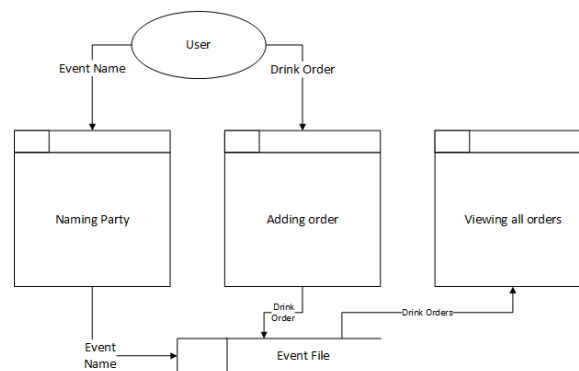 User
Event Name
Drink Order
Naming Party
Adding order
Viewing all orders
Drink
Order
Drink Orders
Event
Name
Event File